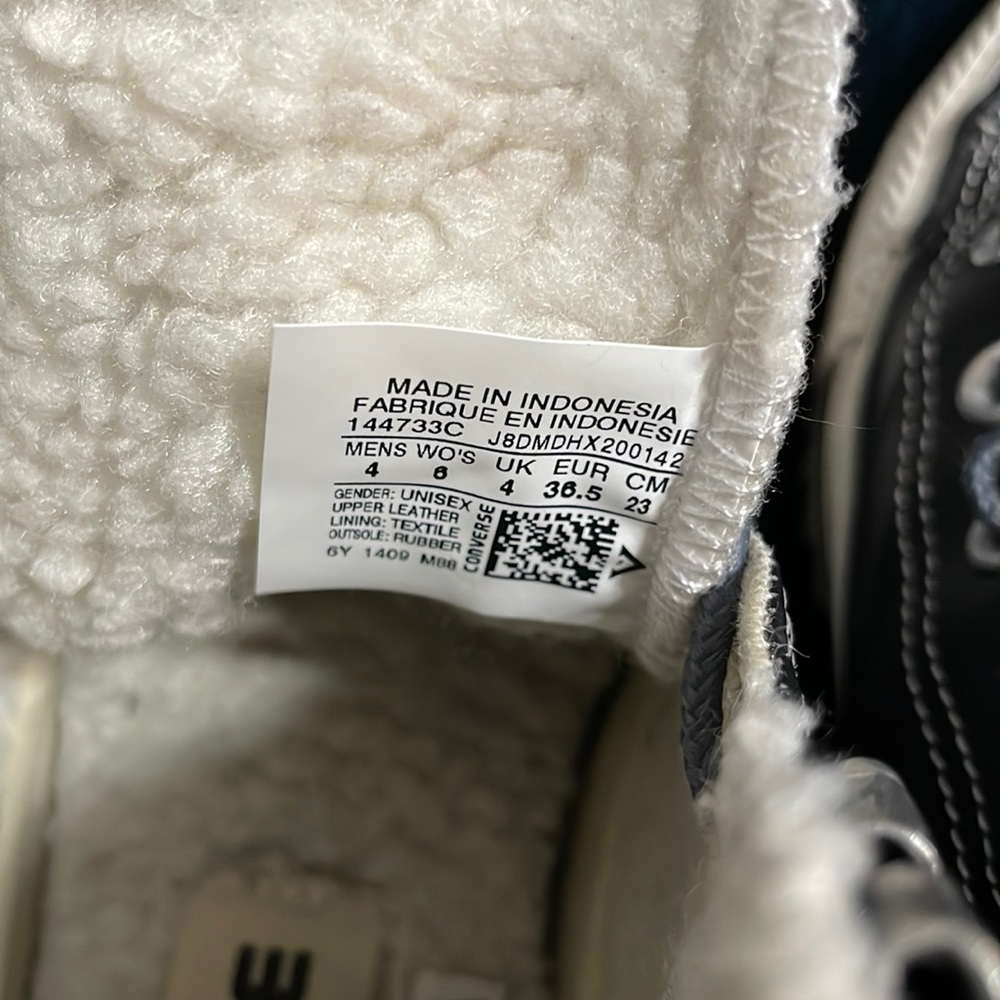 MADE IN INDONESIA
FABRIQUE EN INDONESIE
144733C J8DMDHX200142
MENS WO'S UK EUR CM
4 6 4 36.5 23
GENDER: UNISEX
UPPER LEATHER
LINING: TEXTILE
OUTSOLE: RUBBER
6Y 1409 M88
CONVERSE
E